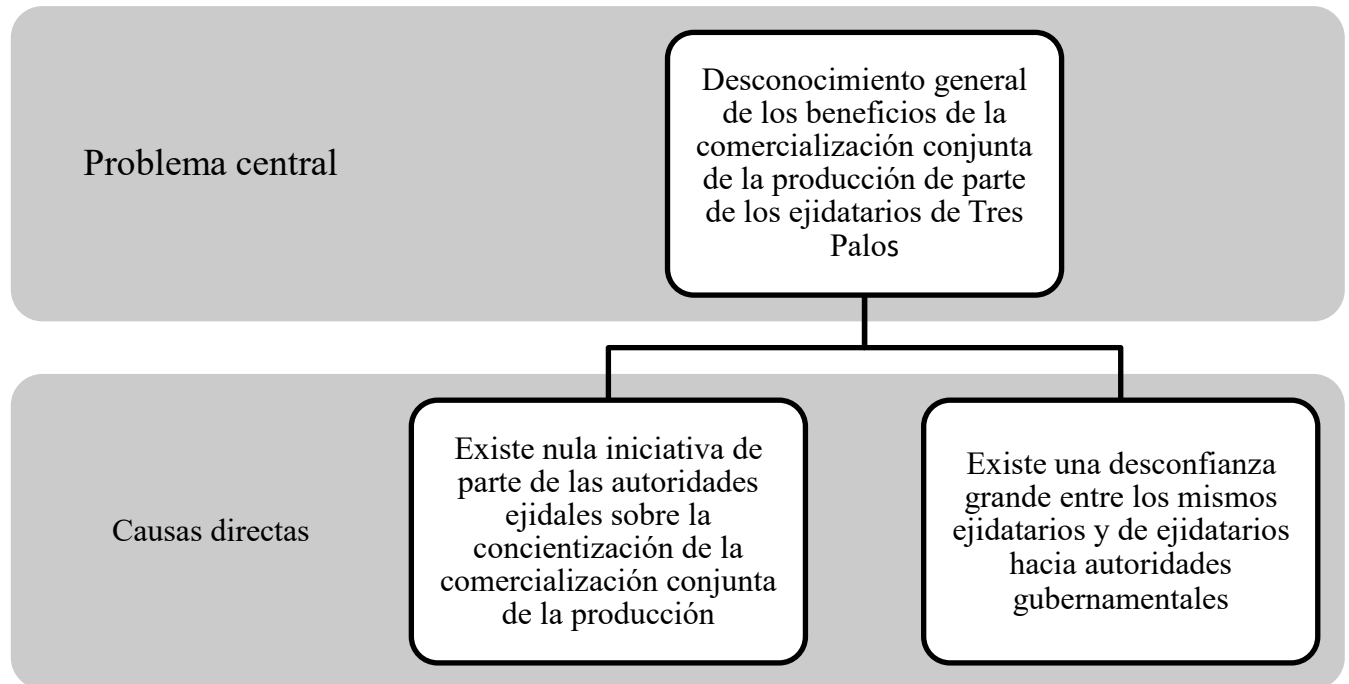 Problema central
Desconocimiento general
de los beneficios de la
comercialización conjunta
de la producción de parte
de los ejidatarios de Tres
Palos
Causas directas
Existe nula iniciativa de
parte de las autoridades
ejidales sobre la
concientización de la
comercialización conjunta
de la producción
Existe una desconfianza
grande entre los mismos
ejidatarios y de ejidatarios
hacia autoridades
gubernamentales